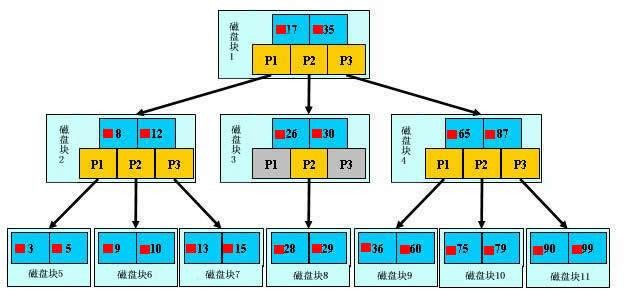 磁盘块1
17 35
P1 P2 P3
磁盘块2
8 12
P1 P2 P3
磁盘块3
26 30
P1 P2 P3
磁盘块4
65 87
P1 P2 P3
3 5
磁盘块5
9 10
磁盘块6
13 15
磁盘块7
28 29
磁盘块8
36 60
磁盘块9
75 79
磁盘块10
90 99
磁盘块11